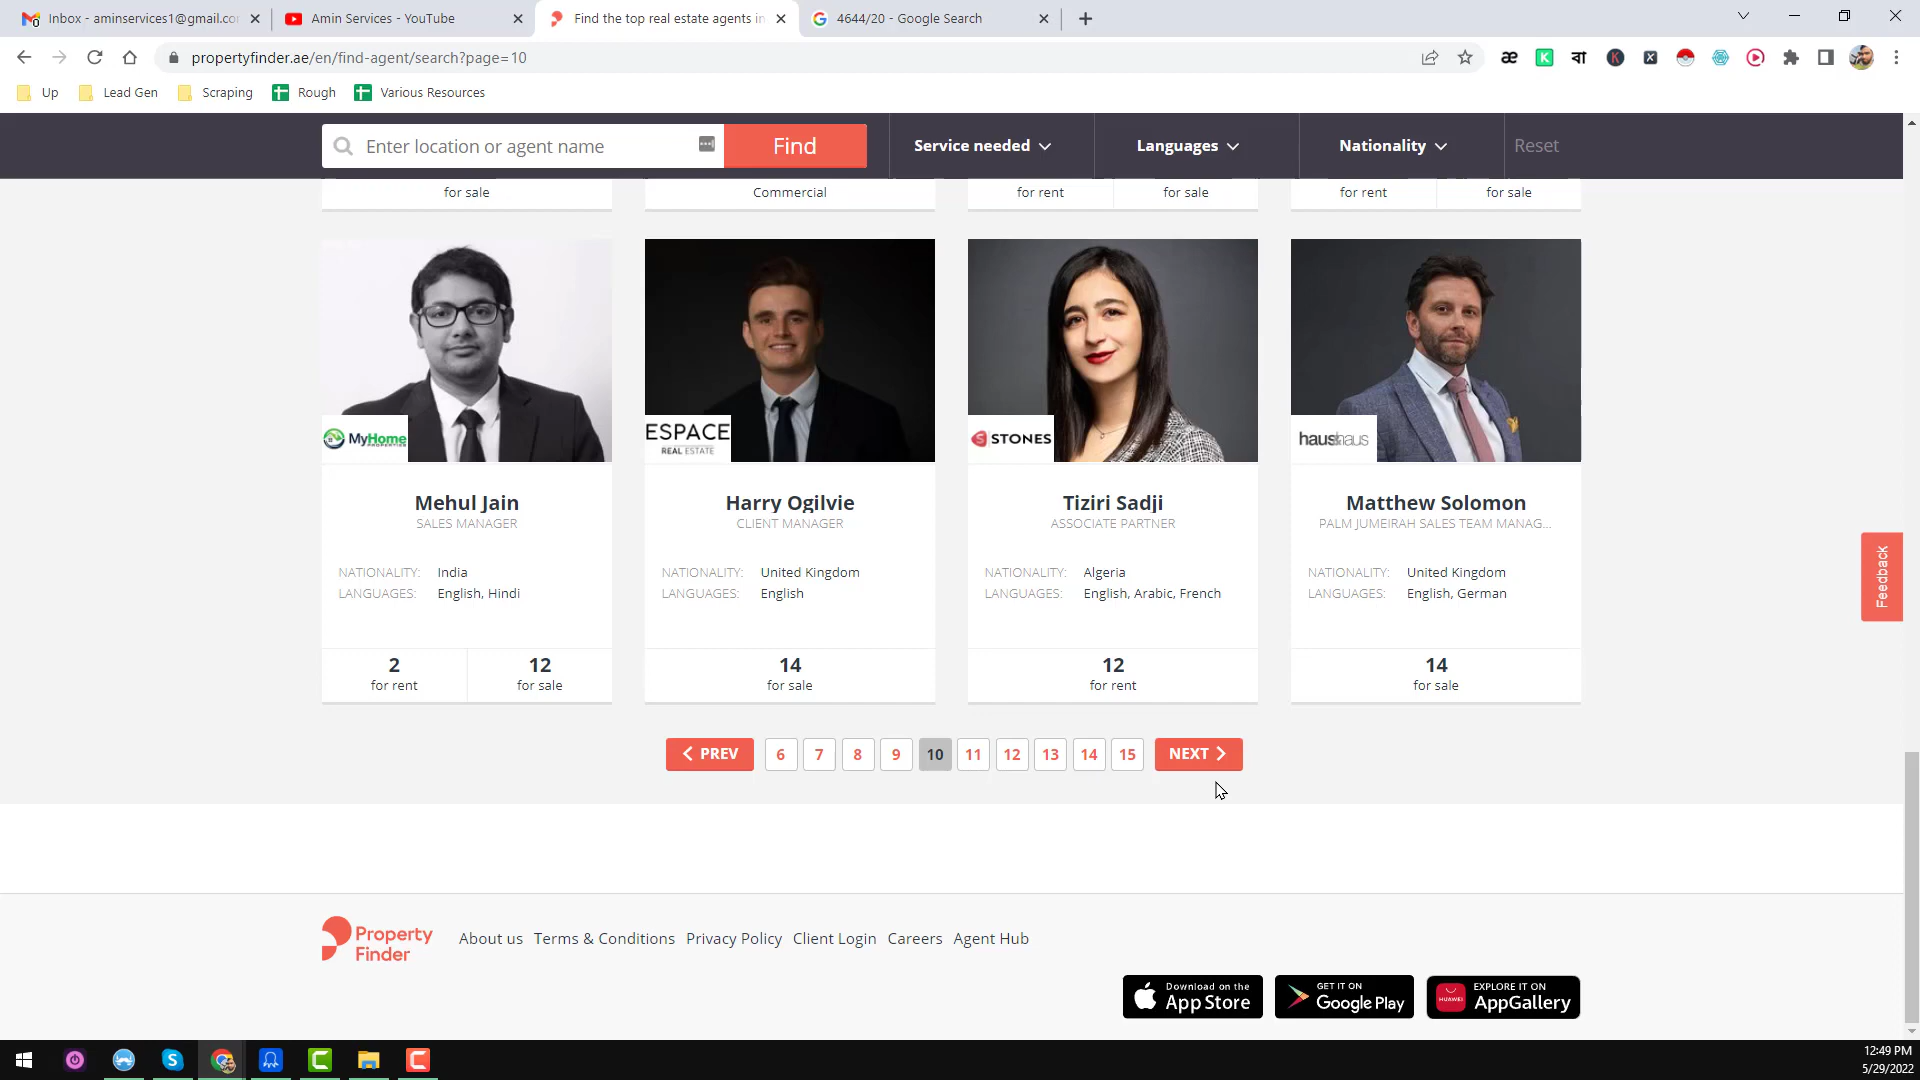 Inbox - aminservices1@gmail.co
Amin Services - YouTube
Find the top real estate agents in
4644/20 - Google Search
propertyfinder.ae/en/find-agent/search?page=10
Up
Lead Gen
Scraping
Rough
Various Resources
Enter location or agent name
Find
Service needed
Languages
Nationality
Reset
for sale
Commercial
for rent
for sale
for rent
for sale
MyHome
PROPERTIES
ESPACE
REAL ESTATE
STONES
haus&haus
Mehul Jain
SALES MANAGER
NATIONALITY: India
LANGUAGES: English, Hindi
2
for rent
12
for sale
Harry Ogilvie
CLIENT MANAGER
NATIONALITY: United Kingdom
LANGUAGES: English
14
for sale
Tiziri Sadji
ASSOCIATE PARTNER
NATIONALITY: Algeria
LANGUAGES: English, Arabic, French
12
for rent
Matthew Solomon
PALM JUMEIRAH SALES TEAM MANAG...
NATIONALITY: United Kingdom
LANGUAGES: English, German
14
for sale
PREV 6 7 8 9 10 11 12 13 14 15 NEXT
Feedback
Property
Finder
About us Terms & Conditions Privacy Policy Client Login Careers Agent Hub
Download on the
App Store
GET IT ON
Google Play
HUAWEI
EXPLORE IT ON
AppGallery
12:49 PM
5/29/2022